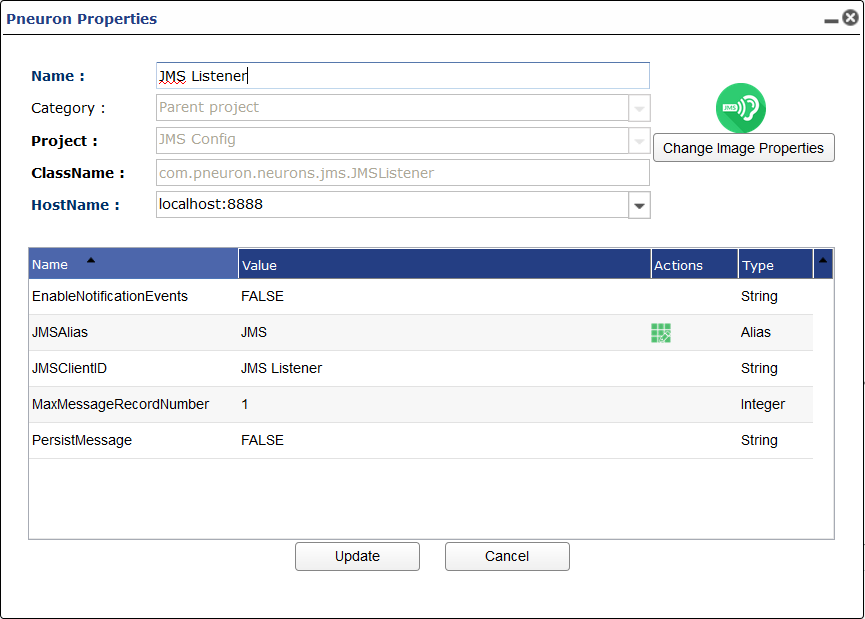 Pneuron Properties
Name : JMS Listener
Category : Parent project
JMS
Project : JMS Config
Change Image Properties
ClassName : com.pneuron.neurons.jms.JMSListener
HostName : localhost:8888
Name Value Actions Type
EnableNotificationEvents FALSE String
JMSAlias JMS Alias
JMSClientID JMS Listener String
MaxMessageRecordNumber 1 Integer
PersistMessage FALSE String
Update Cancel